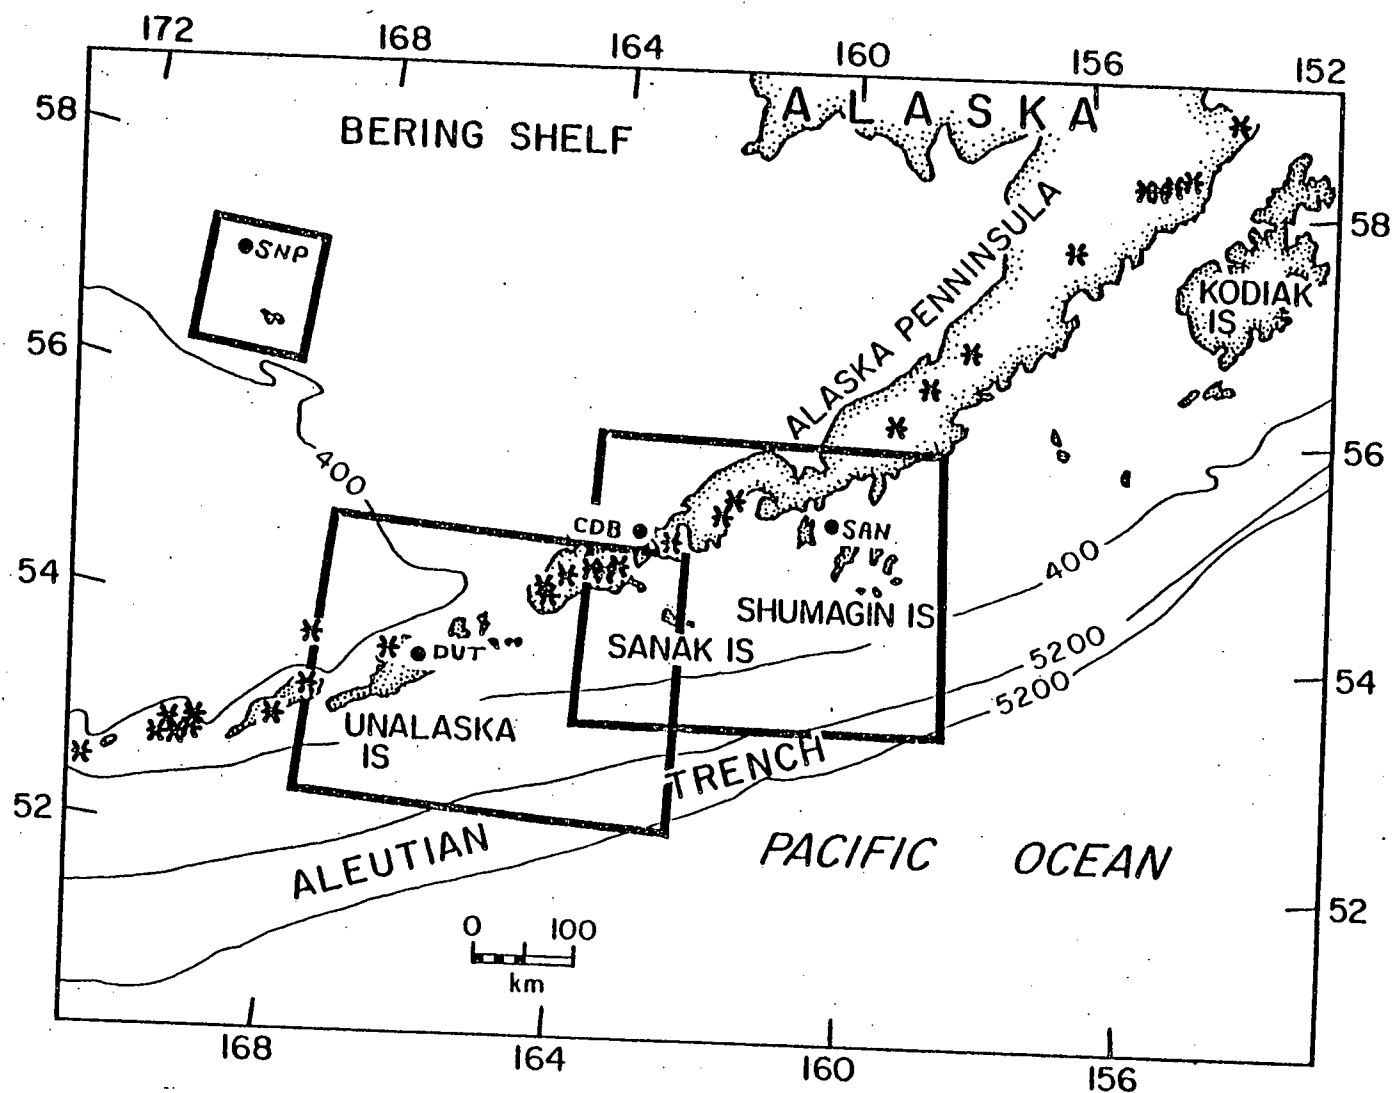 172
168
164
160
156
152
58
BERING SHELF
ALASKA
SNP
58
ALASKA PENNINSULA
KODIAK
IS
56
400
56
CDB
SAN
54
400
SHUMAGIN IS
SANAK IS
DUT
5200
5200
54
UNALASKA
IS
TRENCH
52
ALEUTIAN
PACIFIC OCEAN
52
0 100
km
168
164
160
156